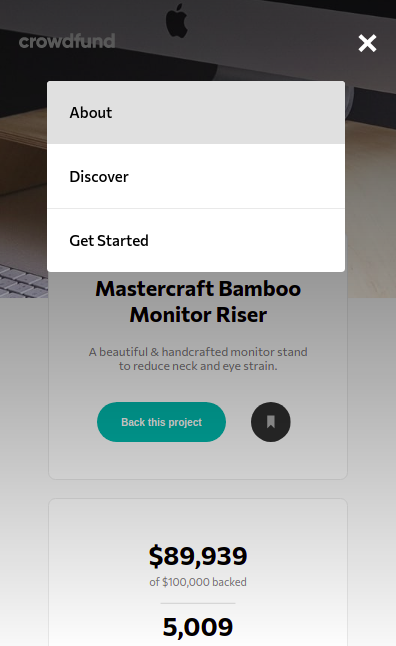 crowdfund
About
Discover
Get Started
Mastercraft Bamboo
Monitor Riser
A beautiful & handcrafted monitor stand
to reduce neck and eye strain.
Back this project
$89,939
of $100,000 backed
5,009